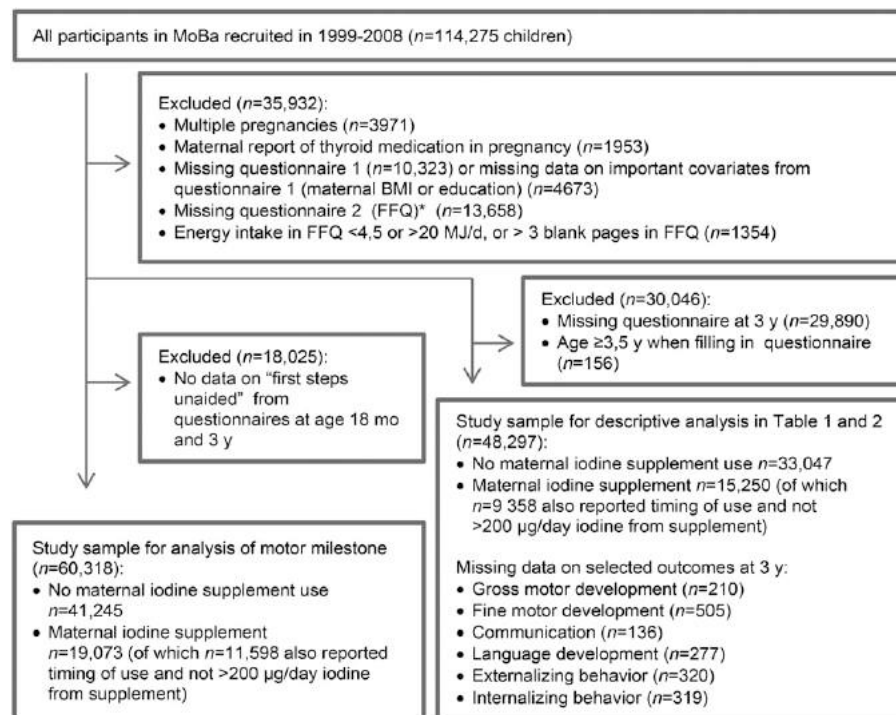 All participants in MoBa recruited in 1999-2008 (n=114,275 children)
Excluded (n=35,932):
• Multiple pregnancies (n=3971)
• Maternal report of thyroid medication in pregnancy (n=1953)
• Missing questionnaire 1 (n=10,323) or missing data on important covariates from
questionnaire 1 (maternal BMI or education) (n=4673)
• Missing questionnaire 2 (FFQ)* (n=13,658)
• Energy intake in FFQ <4,5 or >20 MJ/d, or > 3 blank pages in FFQ (n=1354)
Excluded (n=30,046):
• Missing questionnaire at 3 y (n=29,890)
• Age ≥3,5 y when filling in questionnaire
(n=156)
Excluded (n=18,025):
• No data on “first steps
unaided” from
questionnaires at age 18 mo
and 3 y
Study sample for descriptive analysis in Table 1 and 2
(n=48,297):
• No maternal iodine supplement use n=33,047
• Maternal iodine supplement n=15,250 (of which
n=9 358 also reported timing of use and not
>200 µg/day iodine from supplement)
Missing data on selected outcomes at 3 y:
• Gross motor development (n=210)
• Fine motor development (n=505)
• Communication (n=136)
• Language development (n=277)
• Externalizing behavior (n=320)
• Internalizing behavior (n=319)
Study sample for analysis of motor milestone
(n=60,318):
• No maternal iodine supplement use
n=41,245
• Maternal iodine supplement
n=19,073 (of which n=11,598 also reported
timing of use and not >200 µg/day iodine
from supplement)